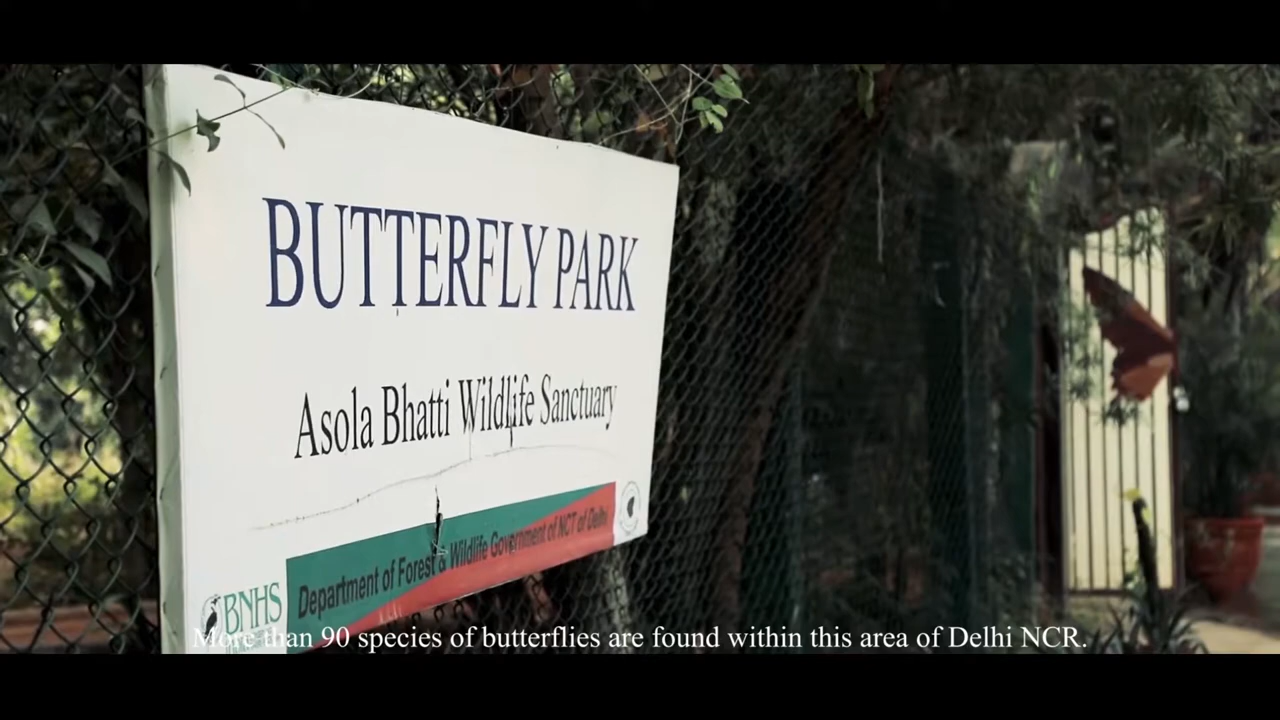 BUTTERFLY PARK
Asola Bhatti Wildlife Sanctuary
Department of Forest & Wildlife Government of NCT of Delhi
BNHS
More than 90 species of butterflies are found within this area of Delhi NCR.